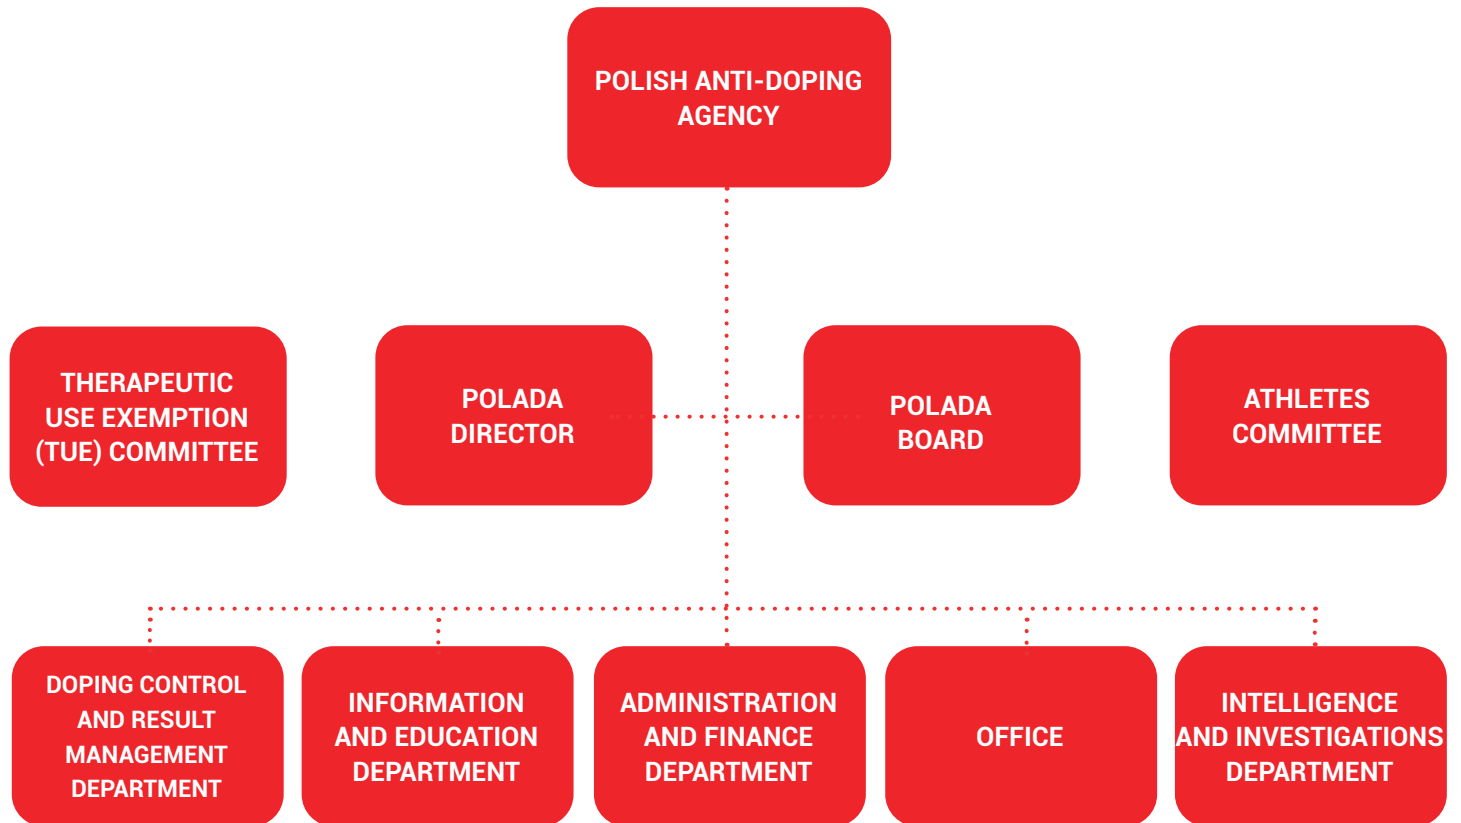 POLISH ANTI-DOPING
AGENCY
THERAPEUTIC
USE EXEMPTION
(TUE) COMMITTEE
POLADA
DIRECTOR
POLADA
BOARD
ATHLETES
COMMITTEE
DOPING CONTROL
AND RESULT
MANAGEMENT
DEPARTMENT
INFORMATION
AND EDUCATION
DEPARTMENT
ADMINISTRATION
AND FINANCE
DEPARTMENT
OFFICE
INTELLIGENCE
AND INVESTIGATIONS
DEPARTMENT